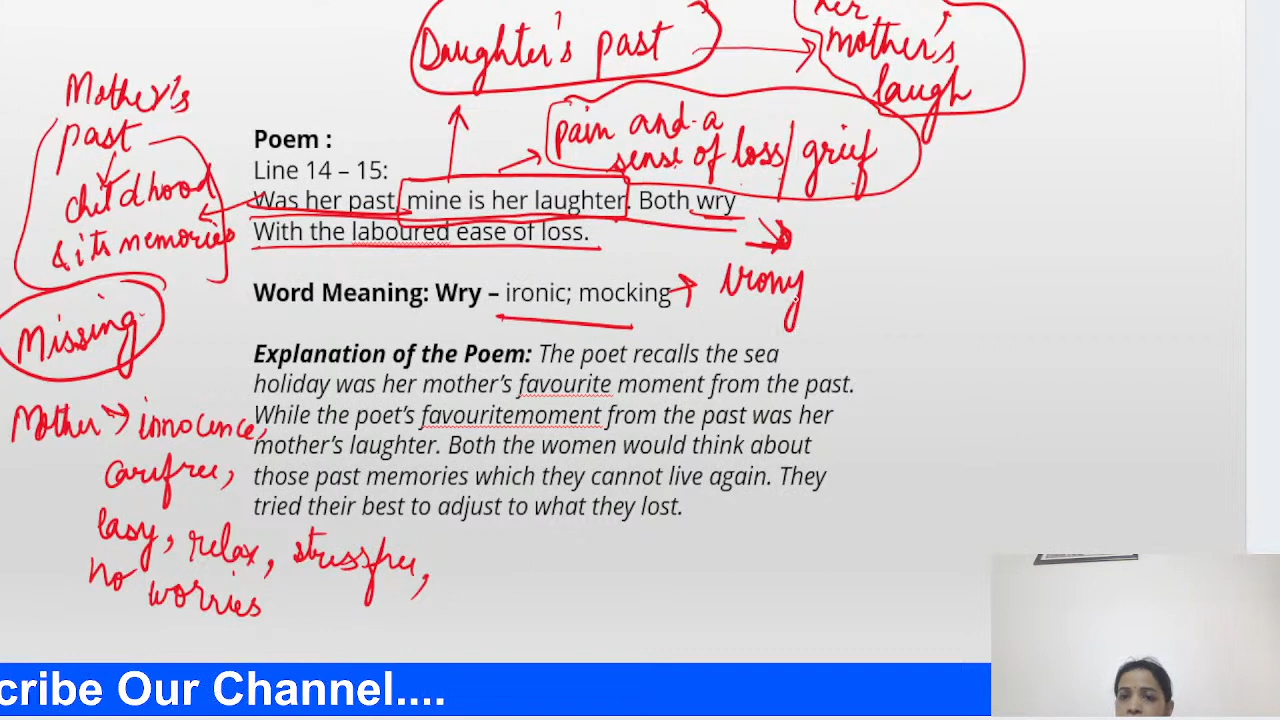 Daughter's past
her
mother's
laugh
Mother's
past
childhood
& its memories
Missing
pain and a
sense of loss/grief
Poem :
Line 14 – 15:
Was her past, mine is her laughter. Both wry
With the laboured ease of loss.
Word Meaning: Wry – ironic; mocking
Irony
Explanation of the Poem: The poet recalls the sea
holiday was her mother's favourite moment from the past.
While the poet's favouritemoment from the past was her
mother's laughter. Both the women would think about
those past memories which they cannot live again. They
tried their best to adjust to what they lost.
Mother → innocence,
carefree,
easy, relax, stressfree,
no worries
cribe Our Channel....